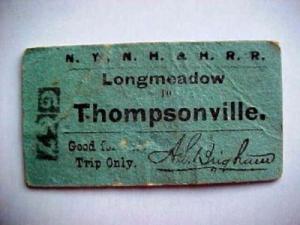 N. Y., N. H. & H. R. R.
Longmeadow
TO
Thompsonville.
Good for
Trip Only.